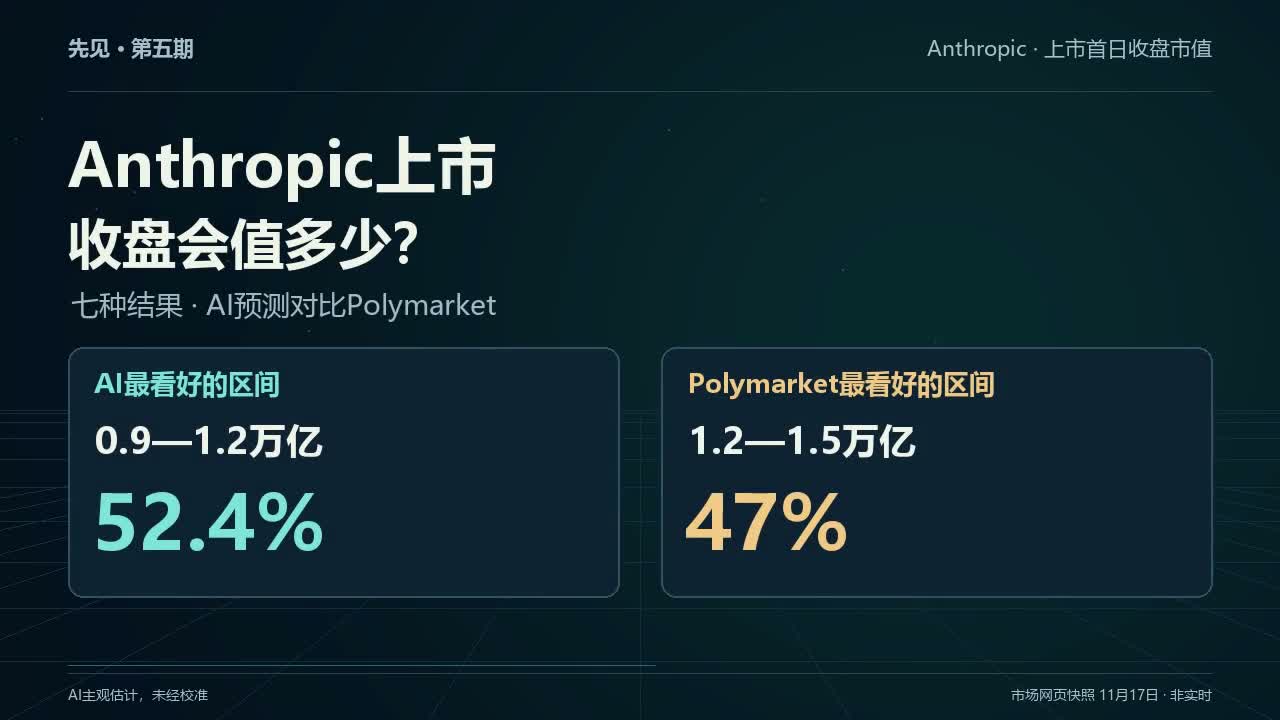 先见·第五期
Anthropic · 上市首日收盘市值
Anthropic上市
收盘会值多少？
七种结果 · AI预测对比Polymarket
AI最看好的区间
0.9—1.2万亿
52.4%
Polymarket最看好的区间
1.2—1.5万亿
47%
AI主观估计，未经校准
市场网页快照 11月17日 · 非实时